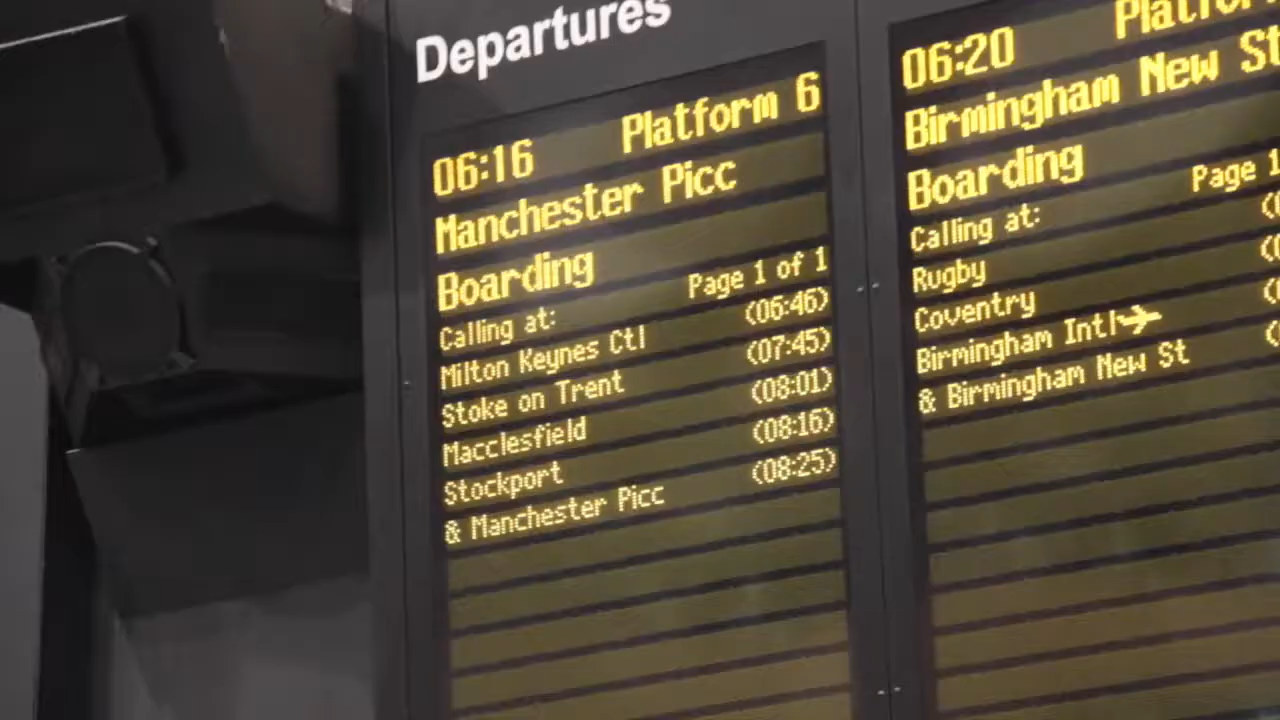 Departures
06:16 Platform 6
Manchester Picc
Boarding
Page 1 of 1
Calling at:
Milton Keynes Ctl (06:46)
Stoke on Trent (07:45)
Macclesfield (08:01)
Stockport (08:16)
& Manchester Picc (08:25)
06:20
Birmingham New St
Boarding
Page 1
Calling at:
Rugby
Coventry
Birmingham Intl
& Birmingham New St